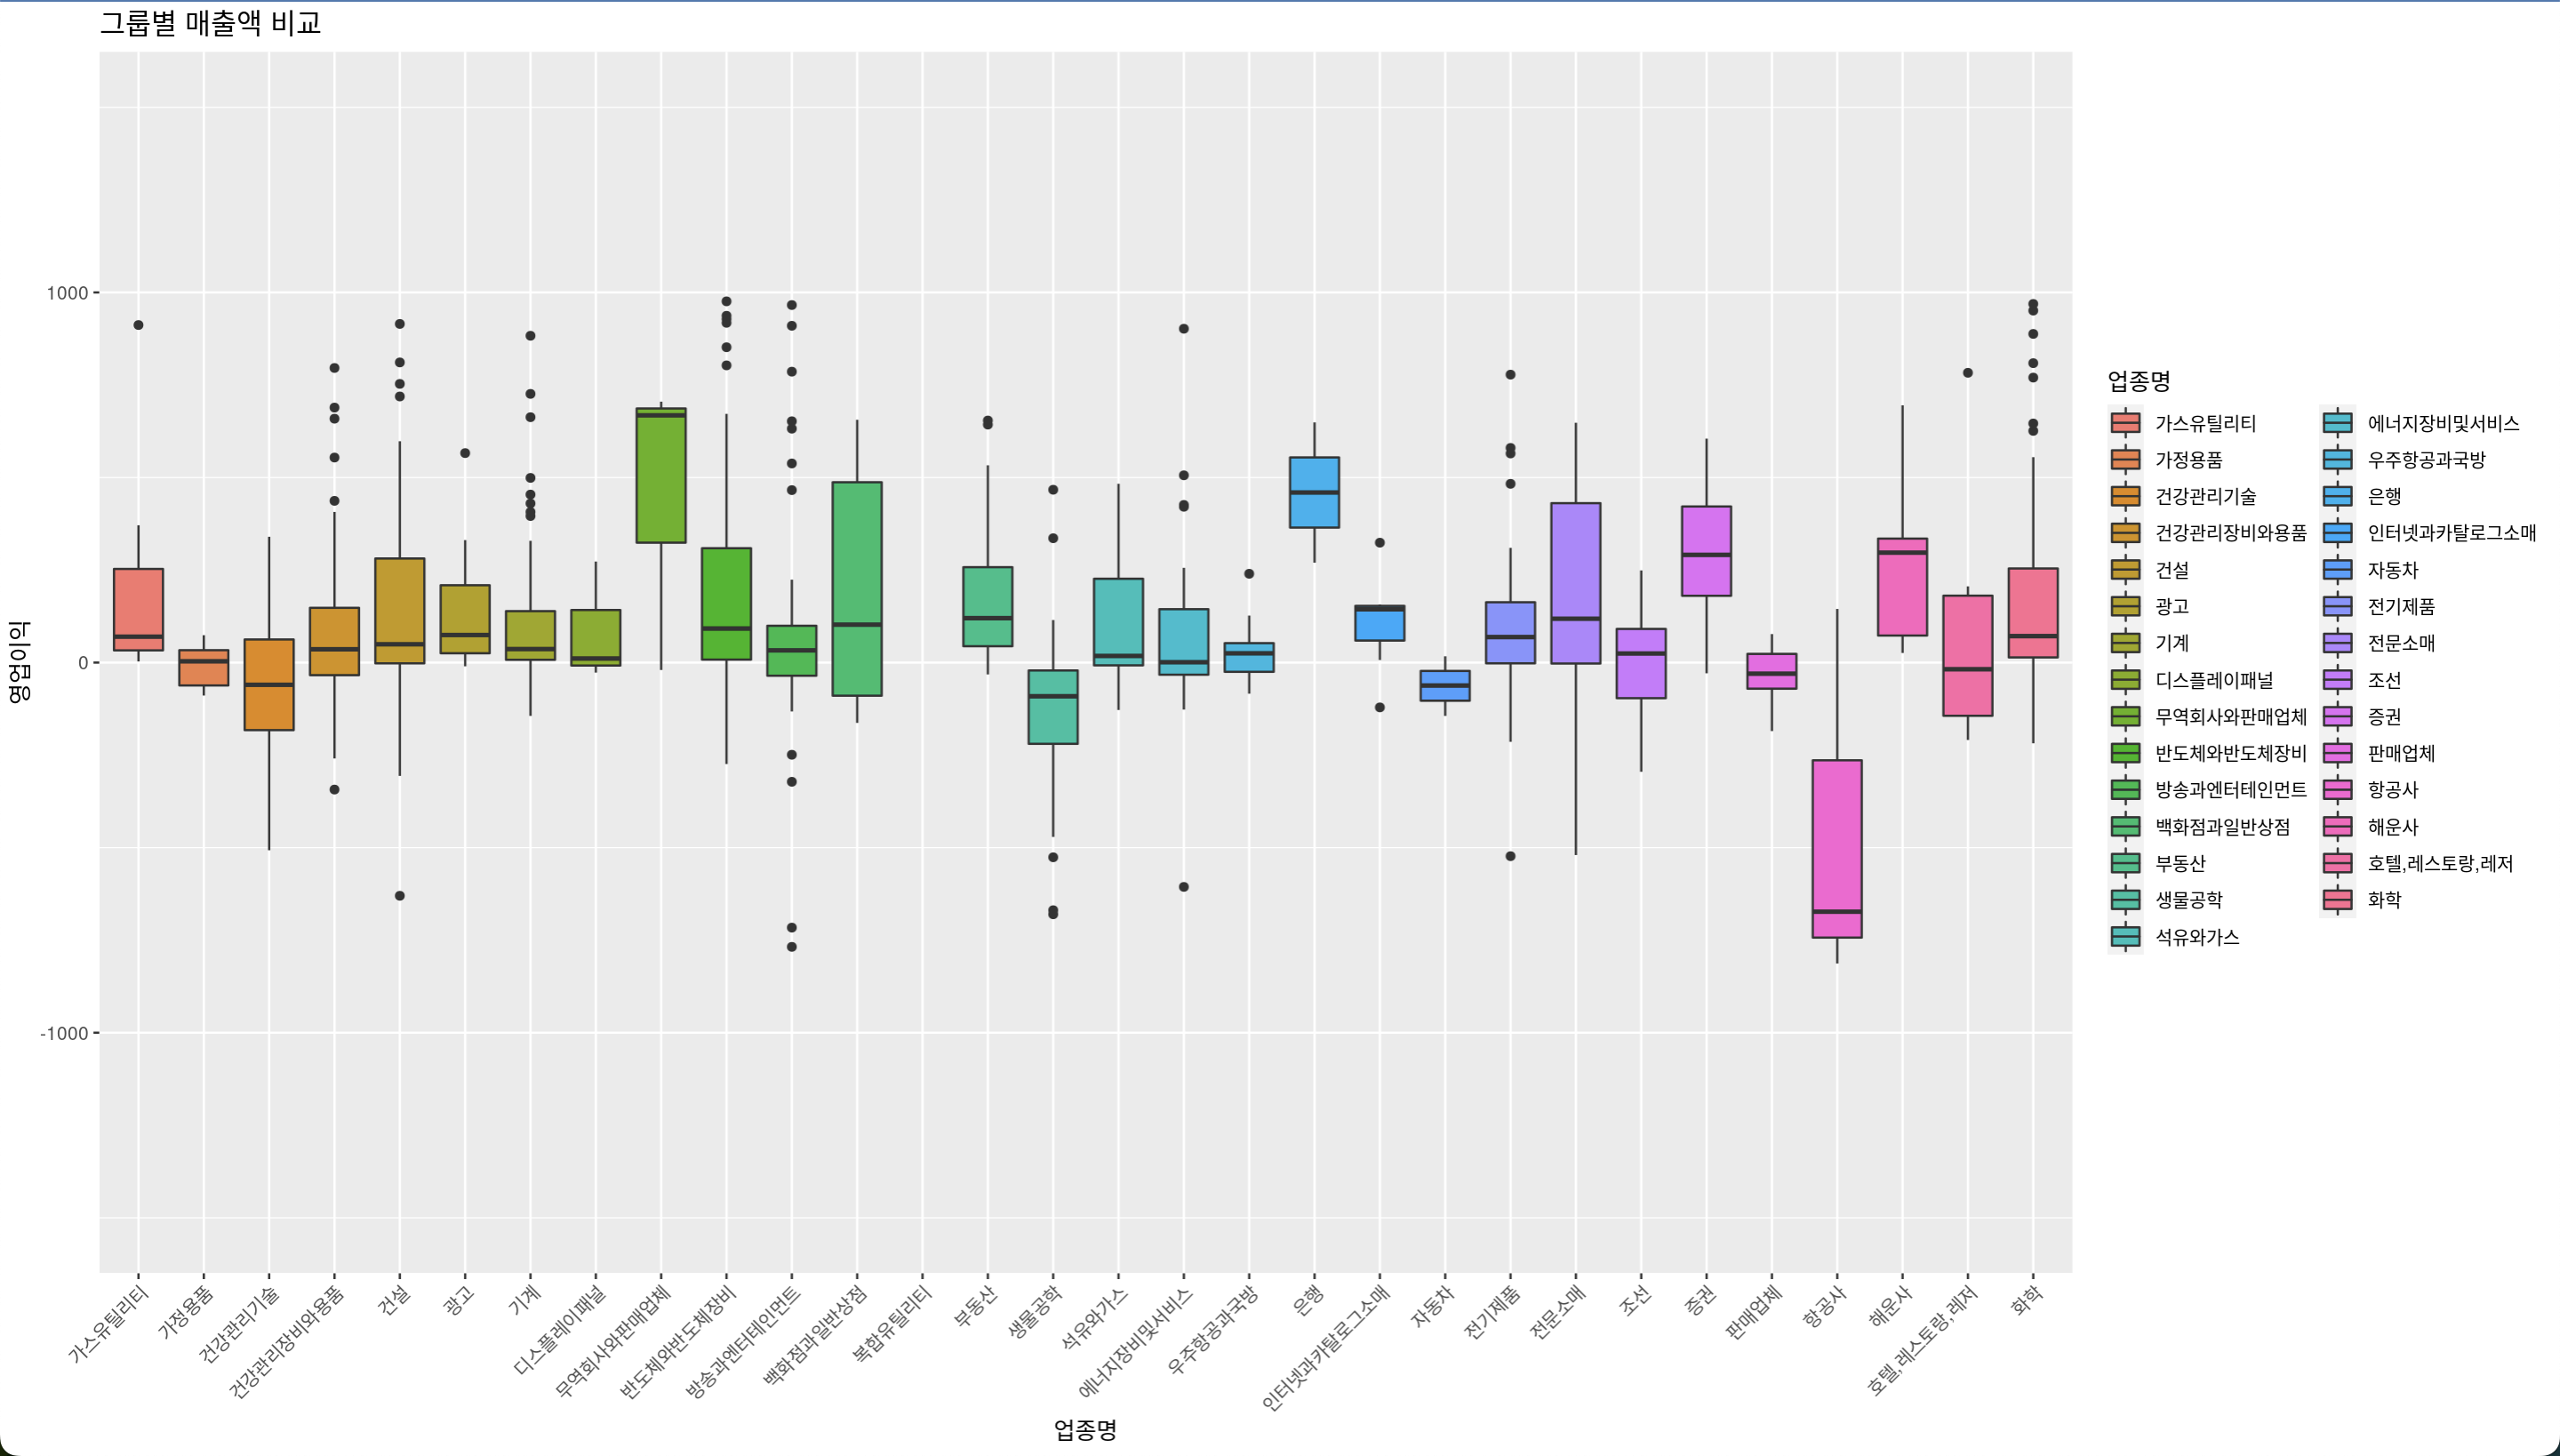 그룹별 매출액 비교
영업이익
1000
0
-1000
가스유틸리티
가정용품
건강관리기술
건강관리장비와용품
건설
광고
기계
디스플레이패널
무역회사와판매업체
반도체와반도체장비
방송과엔터테인먼트
백화점과일반상점
복합유틸리티
부동산
생물공학
석유와가스
에너지장비및서비스
우주항공과국방
은행
인터넷과카탈로그소매
자동차
전기제품
전문소매
조선
증권
판매업체
항공사
해운사
호텔,레스토랑,레저
화학
업종명
업종명
가스유틸리티
가정용품
건강관리기술
건강관리장비와용품
건설
광고
기계
디스플레이패널
무역회사와판매업체
반도체와반도체장비
방송과엔터테인먼트
백화점과일반상점
부동산
생물공학
석유와가스
에너지장비및서비스
우주항공과국방
은행
인터넷과카탈로그소매
자동차
전기제품
전문소매
조선
증권
판매업체
항공사
해운사
호텔,레스토랑,레저
화학